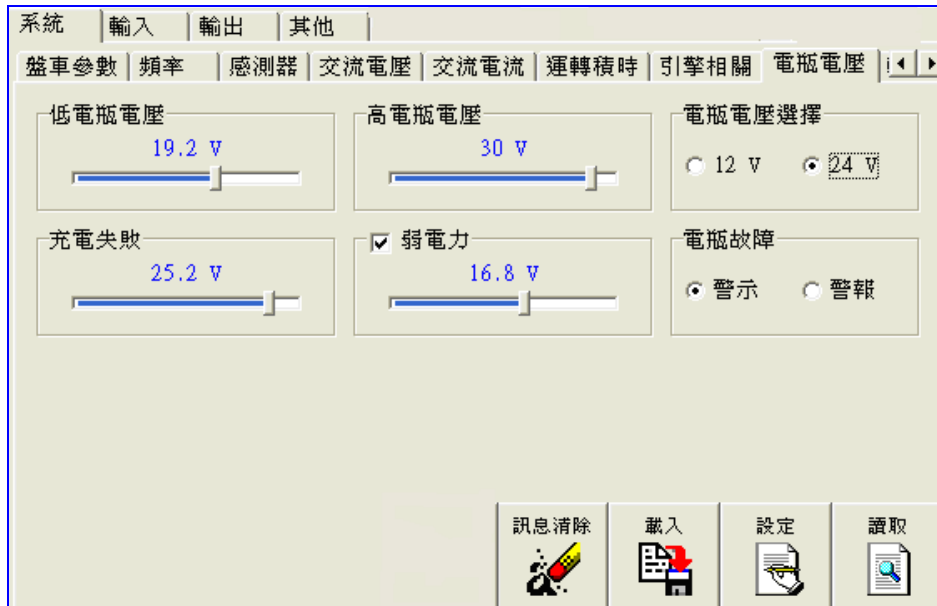 系統 輸入 輸出 其他
盤車參數 頻率 感測器 交流電壓 交流電流 運轉積時 引擎相關 電瓶電壓
低電瓶電壓 高電瓶電壓 電瓶電壓選擇
19.2 V 30 V 12 V 24 V
充電失敗 弱電力 電瓶故障
25.2 V 16.8 V 警示 警報
訊息清除 載入 設定 讀取